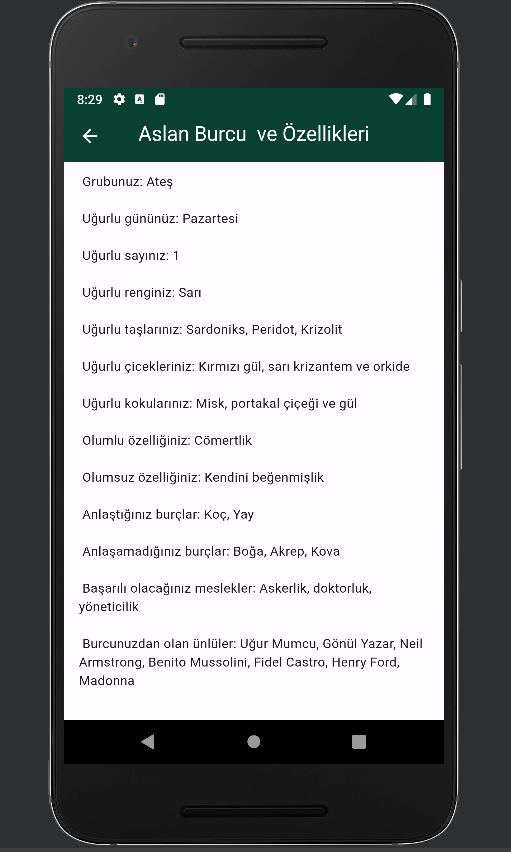 8:29
Aslan Burcu  ve Özellikleri
Grubunuz: Ateş
Uğurlu gününüz: Pazartesi
Uğurlu sayınız: 1
Uğurlu renginiz: Sarı
Uğurlu taşlarınız: Sardoniks, Peridot, Krizolit
Uğurlu çicekleriniz: Kırmızı gül, sarı krizantem ve orkide
Uğurlu kokularınız: Misk, portakal çiçeği ve gül
Olumlu özelliğiniz: Cömertlik
Olumsuz özelliğiniz: Kendini beğenmişlik
Anlaştığınız burçlar: Koç, Yay
Anlaşamadığınız burçlar: Boğa, Akrep, Kova
Başarılı olacağınız meslekler: Askerlik, doktorluk,
yöneticilik
Burcunuzdan olan ünlüler: Uğur Mumcu, Gönül Yazar, Neil
Armstrong, Benito Mussolini, Fidel Castro, Henry Ford,
Madonna